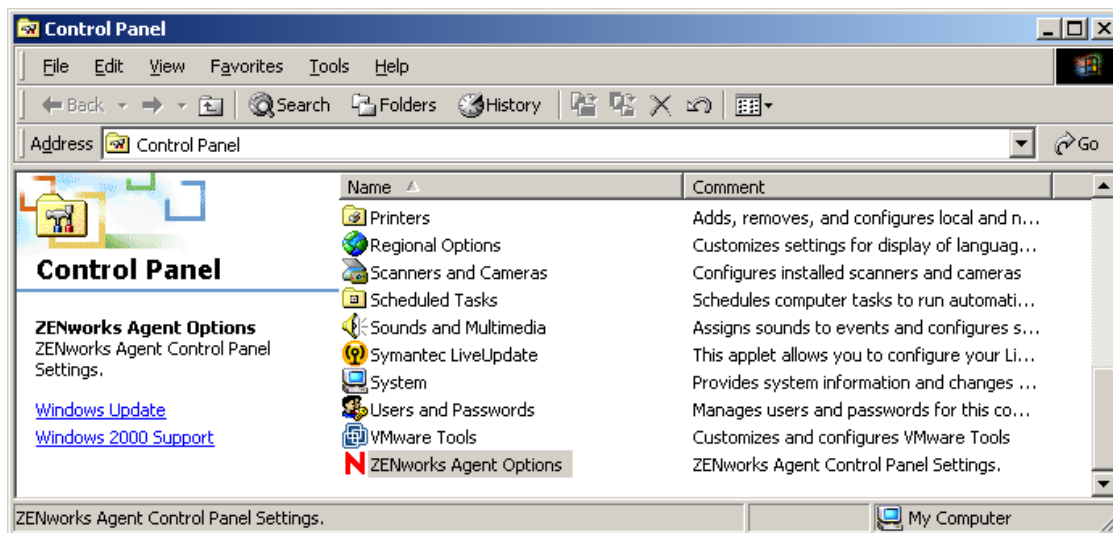 Control Panel
File Edit View Favorites Tools Help
Back Search Folders History
Address Control Panel Go
Name Comment
Printers Adds, removes, and configures local and n...
Regional Options Customizes settings for display of languag...
Scanners and Cameras Configures installed scanners and cameras
Control Panel
Scheduled Tasks Schedules computer tasks to run automati...
ZENworks Agent Options
ZENworks Agent Control Panel
Settings.
Sounds and Multimedia Assigns sounds to events and configures s...
Symantec LiveUpdate This applet allows you to configure your Li...
System Provides system information and changes ...
Windows Update
Users and Passwords Manages users and passwords for this co...
Windows 2000 Support
VMware Tools Customizes and configures VMware Tools
N ZENworks Agent Options ZENworks Agent Control Panel Settings.
ZENworks Agent Control Panel Settings. My Computer